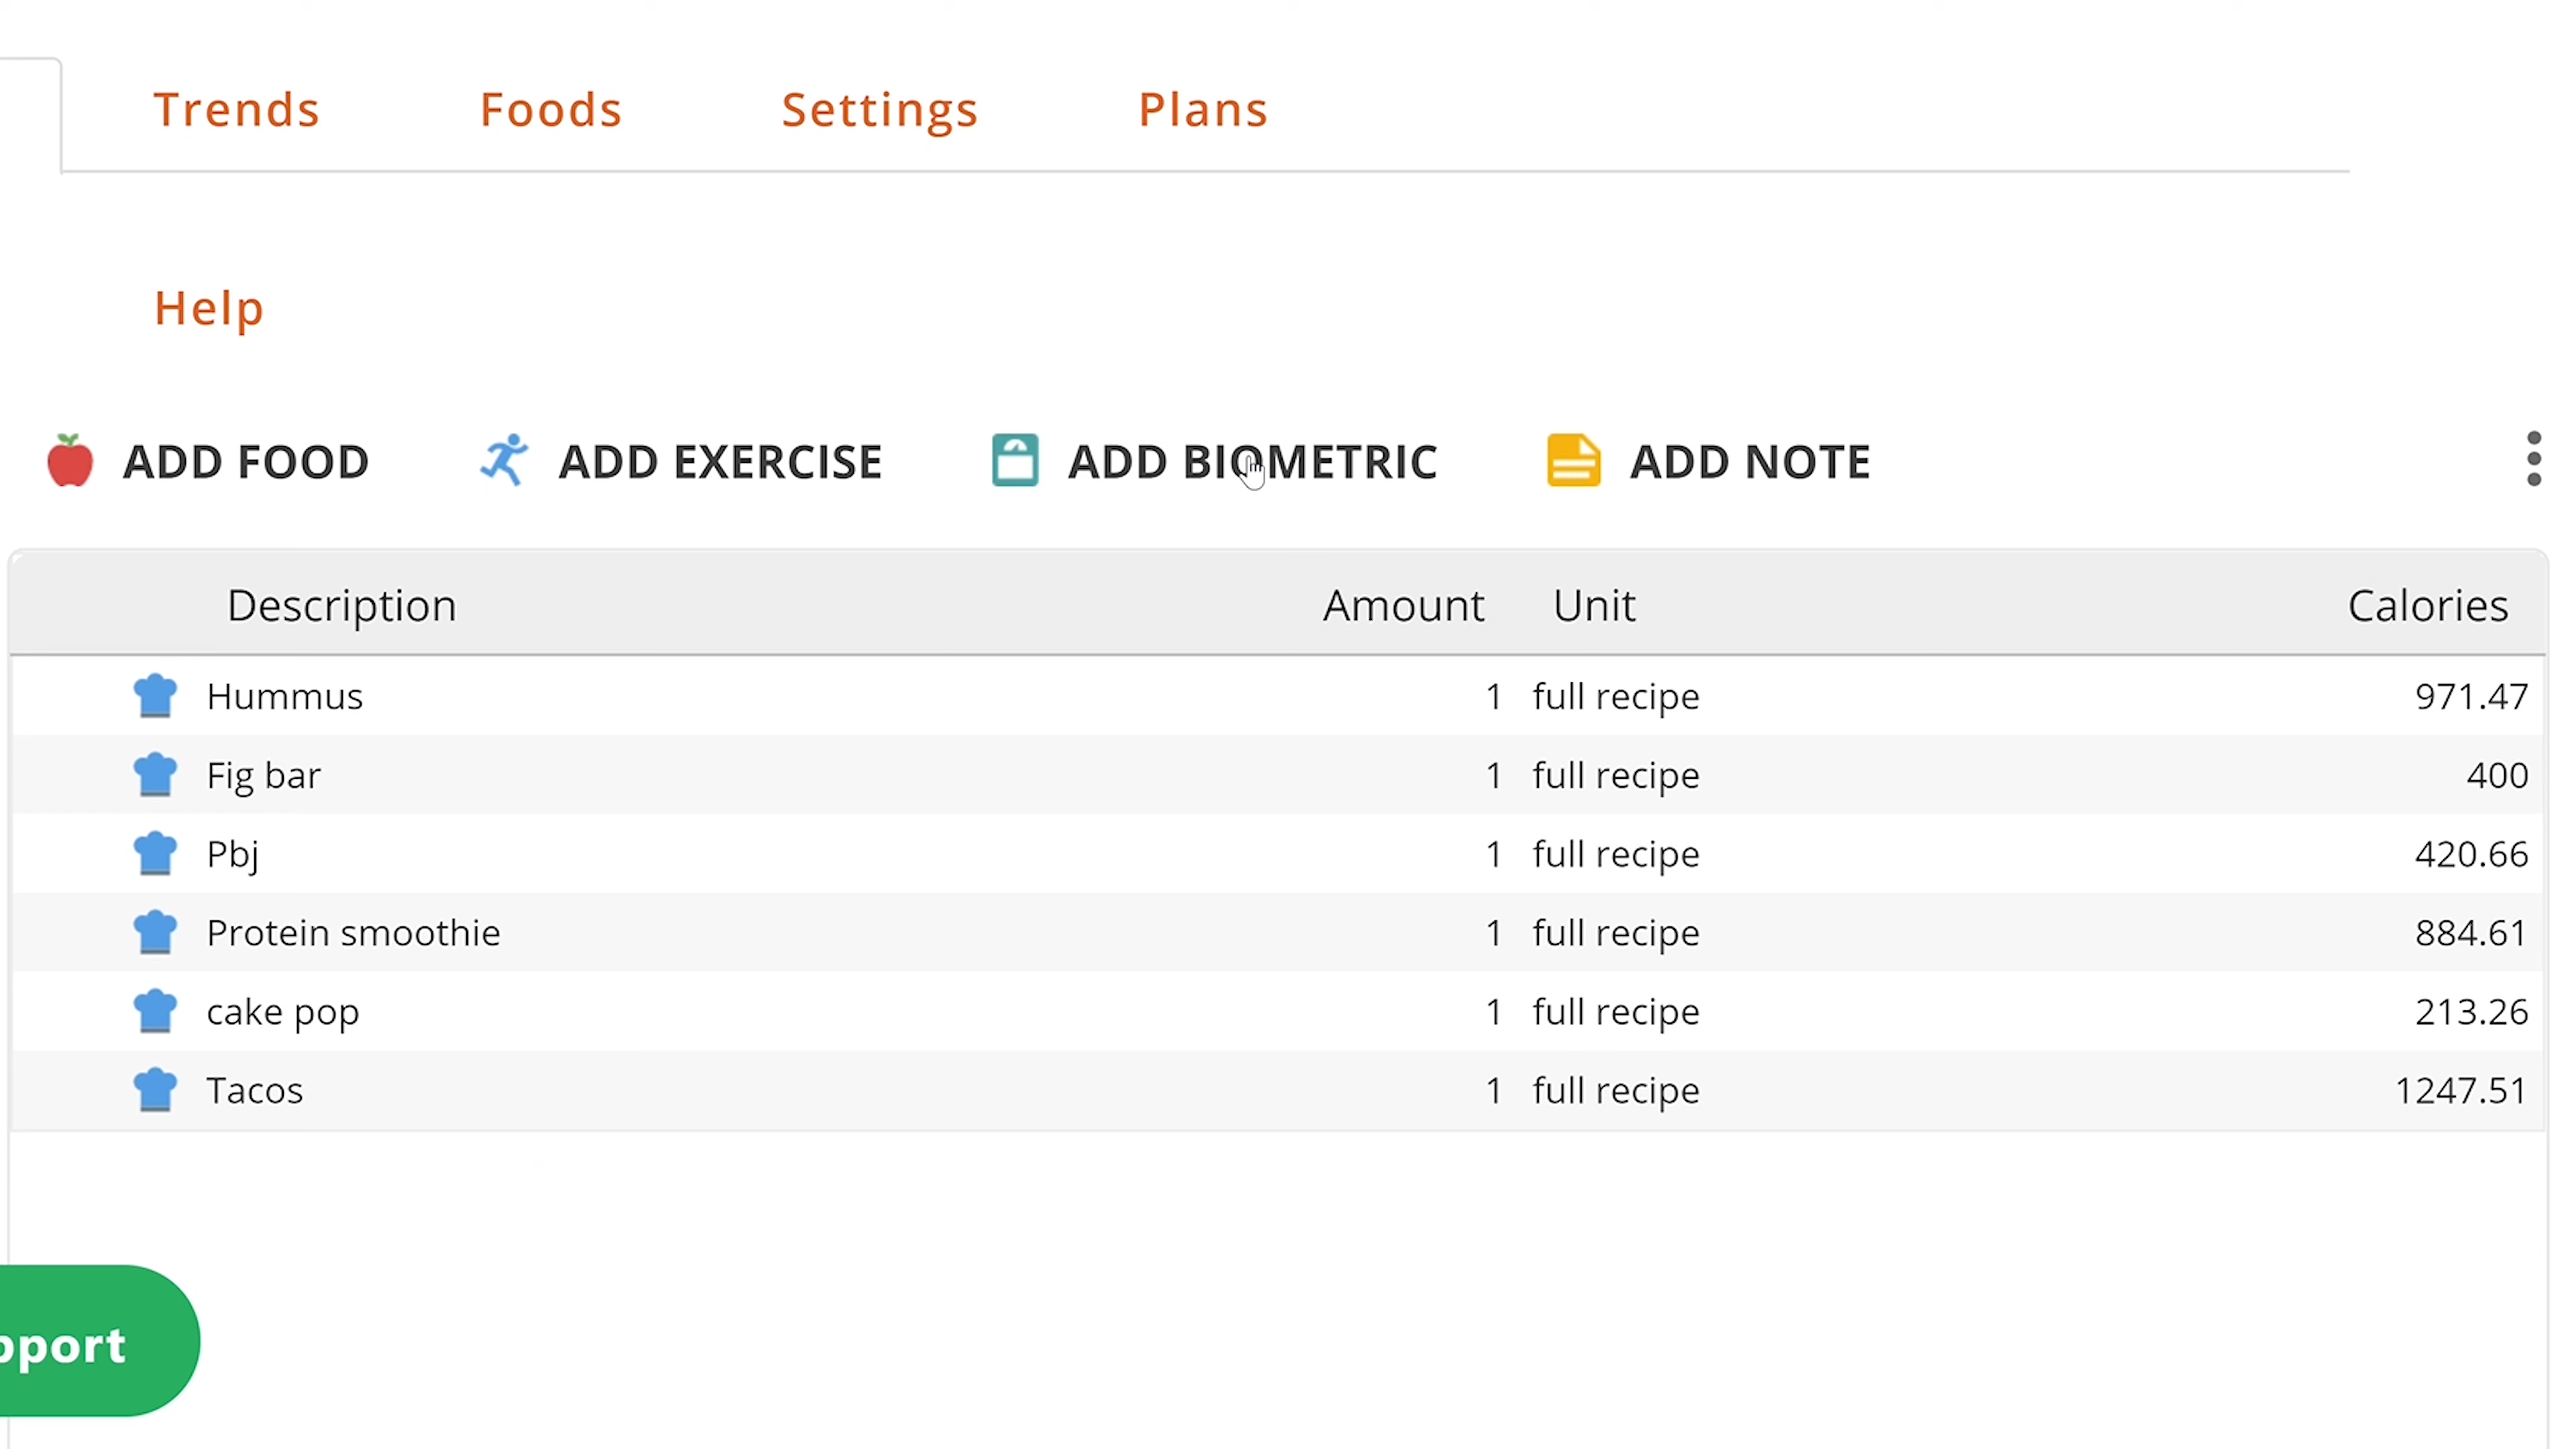 Trends Foods Settings Plans
Help
ADD FOOD ADD EXERCISE ADD BIOMETRIC ADD NOTE
Description Amount Unit Calories
Hummus 1 full recipe 971.47
Fig bar 1 full recipe 400
Pbj 1 full recipe 420.66
Protein smoothie 1 full recipe 884.61
cake pop 1 full recipe 213.26
Tacos 1 full recipe 1247.51
pport